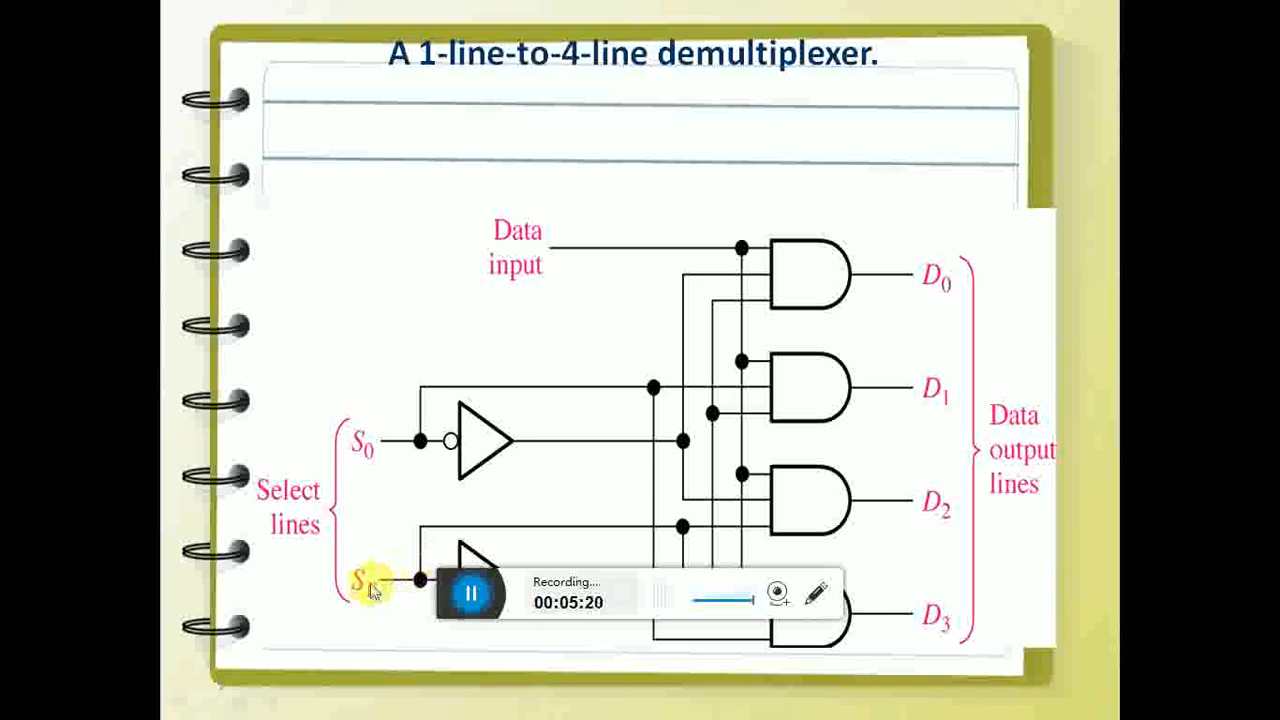 A 1-line-to-4-line demultiplexer.
Data
input
D0
D1
S0
Data
output
lines
Select
lines
D2
S
Recording....
00:05:20
D3